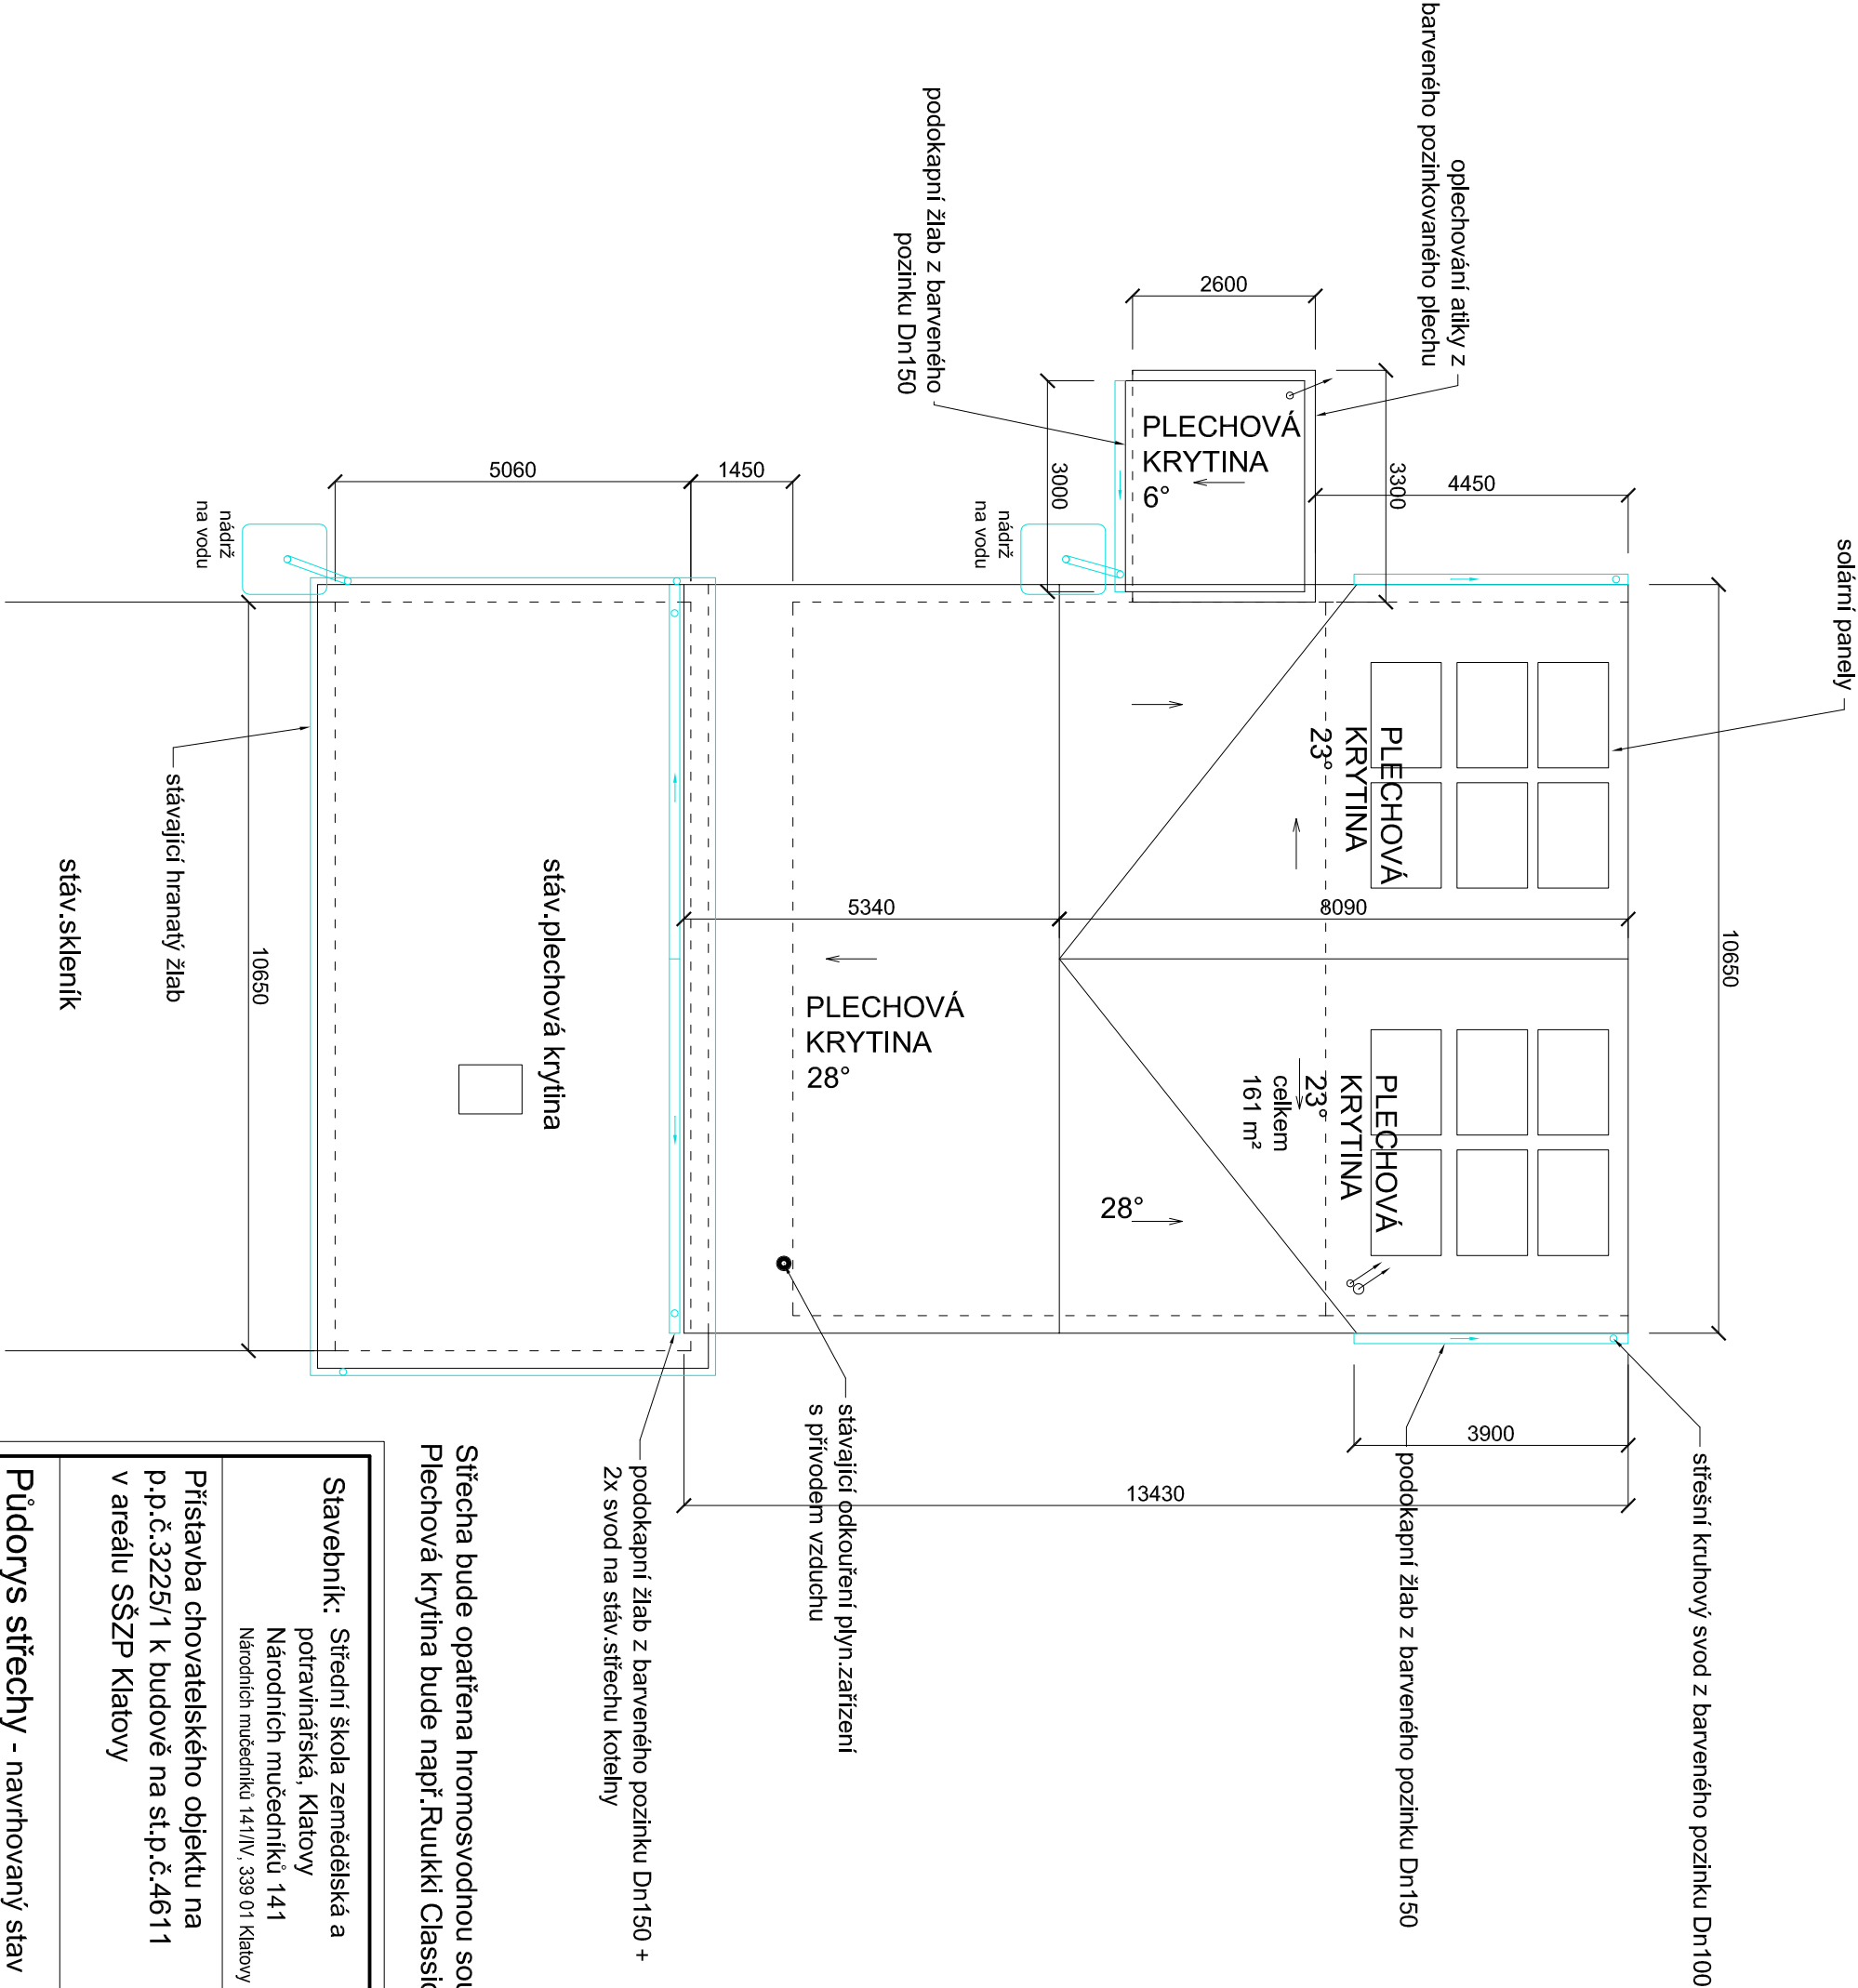 solární panely
oplechování atiky z
barveného pozinkovaného plechu
podokapní žlab z barveného
pozinku Dn150
2600
3300
3000
4450
PLECHOVÁ
KRYTINA
6°
5060
1450
nádrž
na vodu
nádrž
na vodu
10650
PLECHOVÁ
KRYTINA
23°
PLECHOVÁ
KRYTINA
23°
celkem
161 m²
28°
8090
5340
PLECHOVÁ
KRYTINA
28°
stáv.plechová krytina
10650
stávající hranatý žlab
stáv.skleník
3900
13430
střešní kruhový svod z barveného pozinku Dn100
podokapní žlab z barveného pozinku Dn150
stávající odkouření plyn.zařízení
s přívodem vzduchu
podokapní žlab z barveného pozinku Dn150 +
2x svod na stáv.střechu kotelny
Střecha bude opatřena hromosvodnou
Plechová krytina bude např.Ruukki
Stavebník: Střední škola zemědělská a
potravinářská, Klatovy
Národních mučedníků 141
Národních mučedníků 141/IV, 339 01 Klatovy
Přístavba chovatelského objektu na
p.p.č.3225/1 k budově na st.p.č.4611
v areálu SŠZP Klatovy
Půdorys střechy - navrhovaný stav